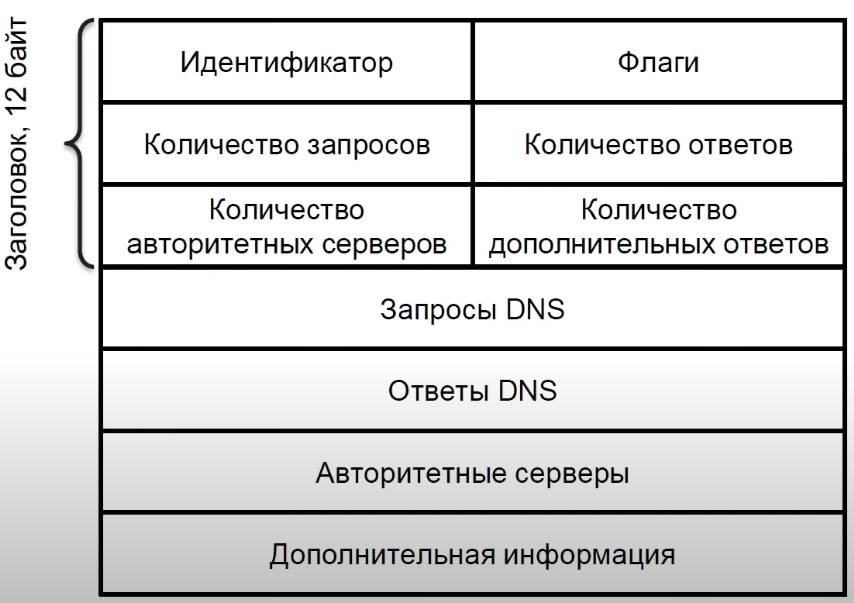 Заголовок, 12 байт
Идентификатор
Флаги
Количество запросов
Количество ответов
Количество
авторитетных серверов
Количество
дополнительных ответов
Запросы DNS
Ответы DNS
Авторитетные серверы
Дополнительная информация